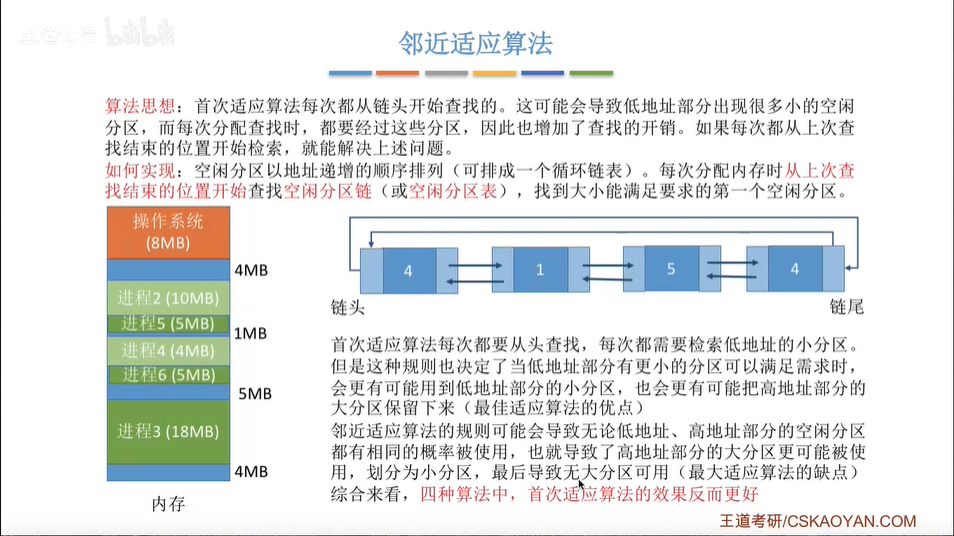 王道论坛 bilibili
邻近适应算法
算法思想：首次适应算法每次都从链头开始查找的。这可能会导致低地址部分出现很多小的空闲
分区，而每次分配查找时，都要经过这些分区，因此也增加了查找的开销。如果每次都从上次查
找结束的位置开始检索，就能解决上述问题。
如何实现：空闲分区以地址递增的顺序排列（可排成一个循环链表）。每次分配内存时从上次查
找结束的位置开始查找空闲分区链（或空闲分区表），找到大小能满足要求的第一个空闲分区。
操作系统
(8MB)
4MB
进程2 (10MB)
进程5 (5MB)
1MB
进程4 (4MB)
进程6 (5MB)
5MB
进程3 (18MB)
4MB
内存
4
1
5
4
链头
链尾
首次适应算法每次都要从头查找，每次都需要检索低地址的小分区。
但是这种规则也决定了当低地址部分有更小的分区可以满足需求时，
会更有可能用到低地址部分的小分区，也会更有可能把高地址部分的
大分区保留下来（最佳适应算法的优点）
邻近适应算法的规则可能会导致无论低地址、高地址部分的空闲分区
都有相同的概率被使用，也就导致了高地址部分的大分区更可能被使
用，划分为小分区，最后导致无大分区可用（最大适应算法的缺点）
综合来看，四种算法中，首次适应算法的效果反而更好
王道考研/CSKAOYAN.COM